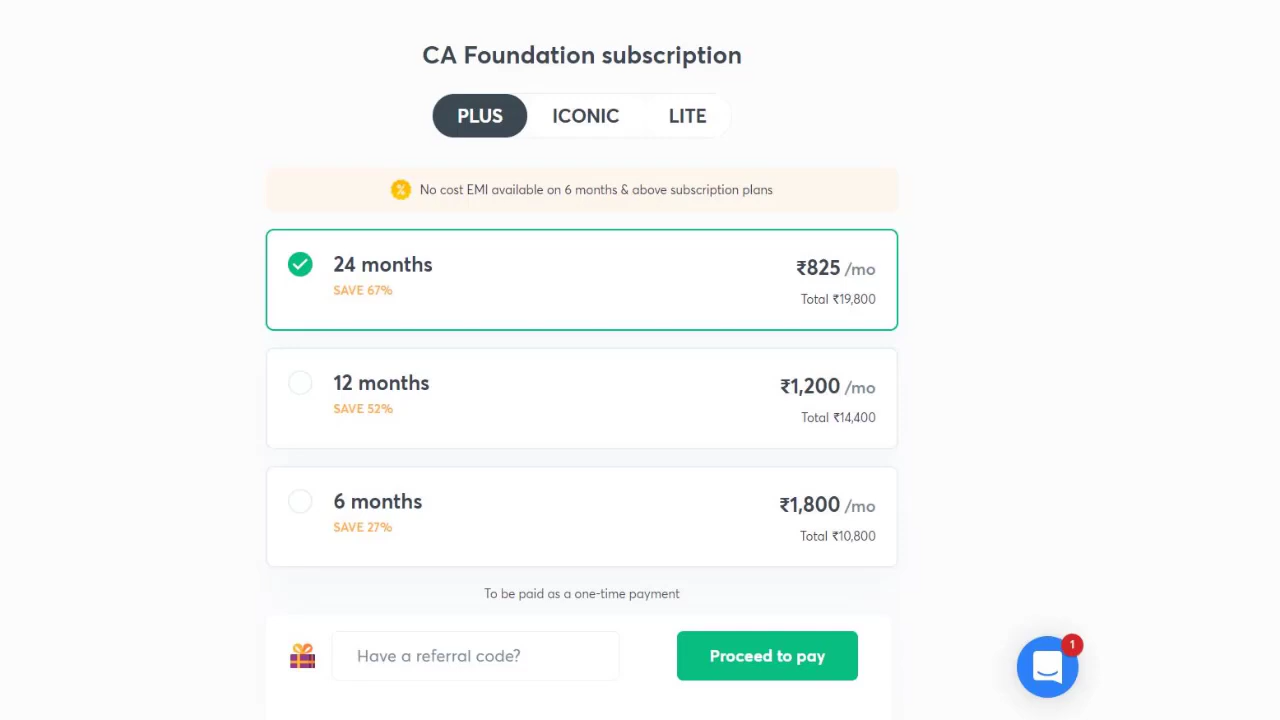 CA Foundation subscription
PLUS ICONIC LITE
No cost EMI available on 6 months & above subscription plans
24 months ₹825 /mo
SAVE 67% Total ₹19,800
12 months ₹1,200 /mo
SAVE 52% Total ₹14,400
6 months ₹1,800 /mo
SAVE 27% Total ₹10,800
To be paid as a one-time payment
Have a referral code? Proceed to pay
1